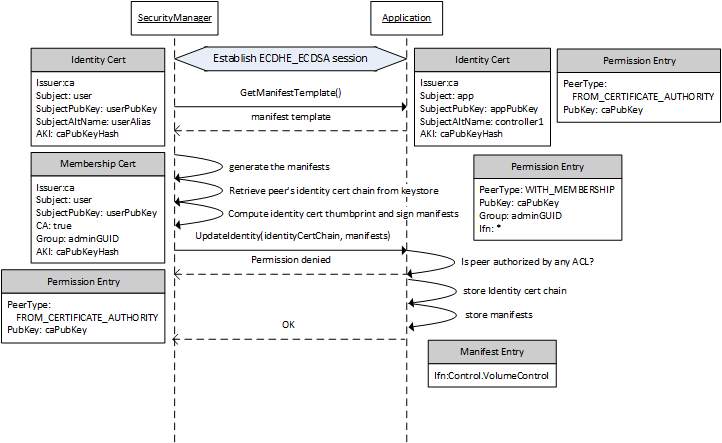 SecurityManager
Application
Establish ECDHE_ECDSA session
Identity Cert
Issuer:ca
Subject: user
SubjectPubKey: userPubKey
SubjectAltName: userAlias
AKI: caPubKeyHash
Identity Cert
Issuer:ca
Subject: app
SubjectPubKey: appPubKey
SubjectAltName: controller1
AKI: caPubKeyHash
Permission Entry
PeerType:
FROM_CERTIFICATE_AUTHORITY
PubKey: caPubKey
GetManifestTemplate()
manifest template
Membership Cert
Issuer:ca
Subject: user
SubjectPubKey: userPubKey
CA: true
Group: adminGUID
AKI: caPubKeyHash
generate the manifests
Retrieve peer's identity cert chain from keystore
Compute identity cert thumbprint and sign manifests
Permission Entry
PeerType: WITH_MEMBERSHIP
PubKey: caPubKey
Group: adminGUID
Ifn: *
UpdateIdentity(identityCertChain, manifests)
Permission denied
Is peer authorized by any ACL?
Permission Entry
PeerType:
FROM_CERTIFICATE_AUTHORITY
PubKey: caPubKey
store Identity cert chain
store manifests
OK
Manifest Entry
Ifn:Control.VolumeControl